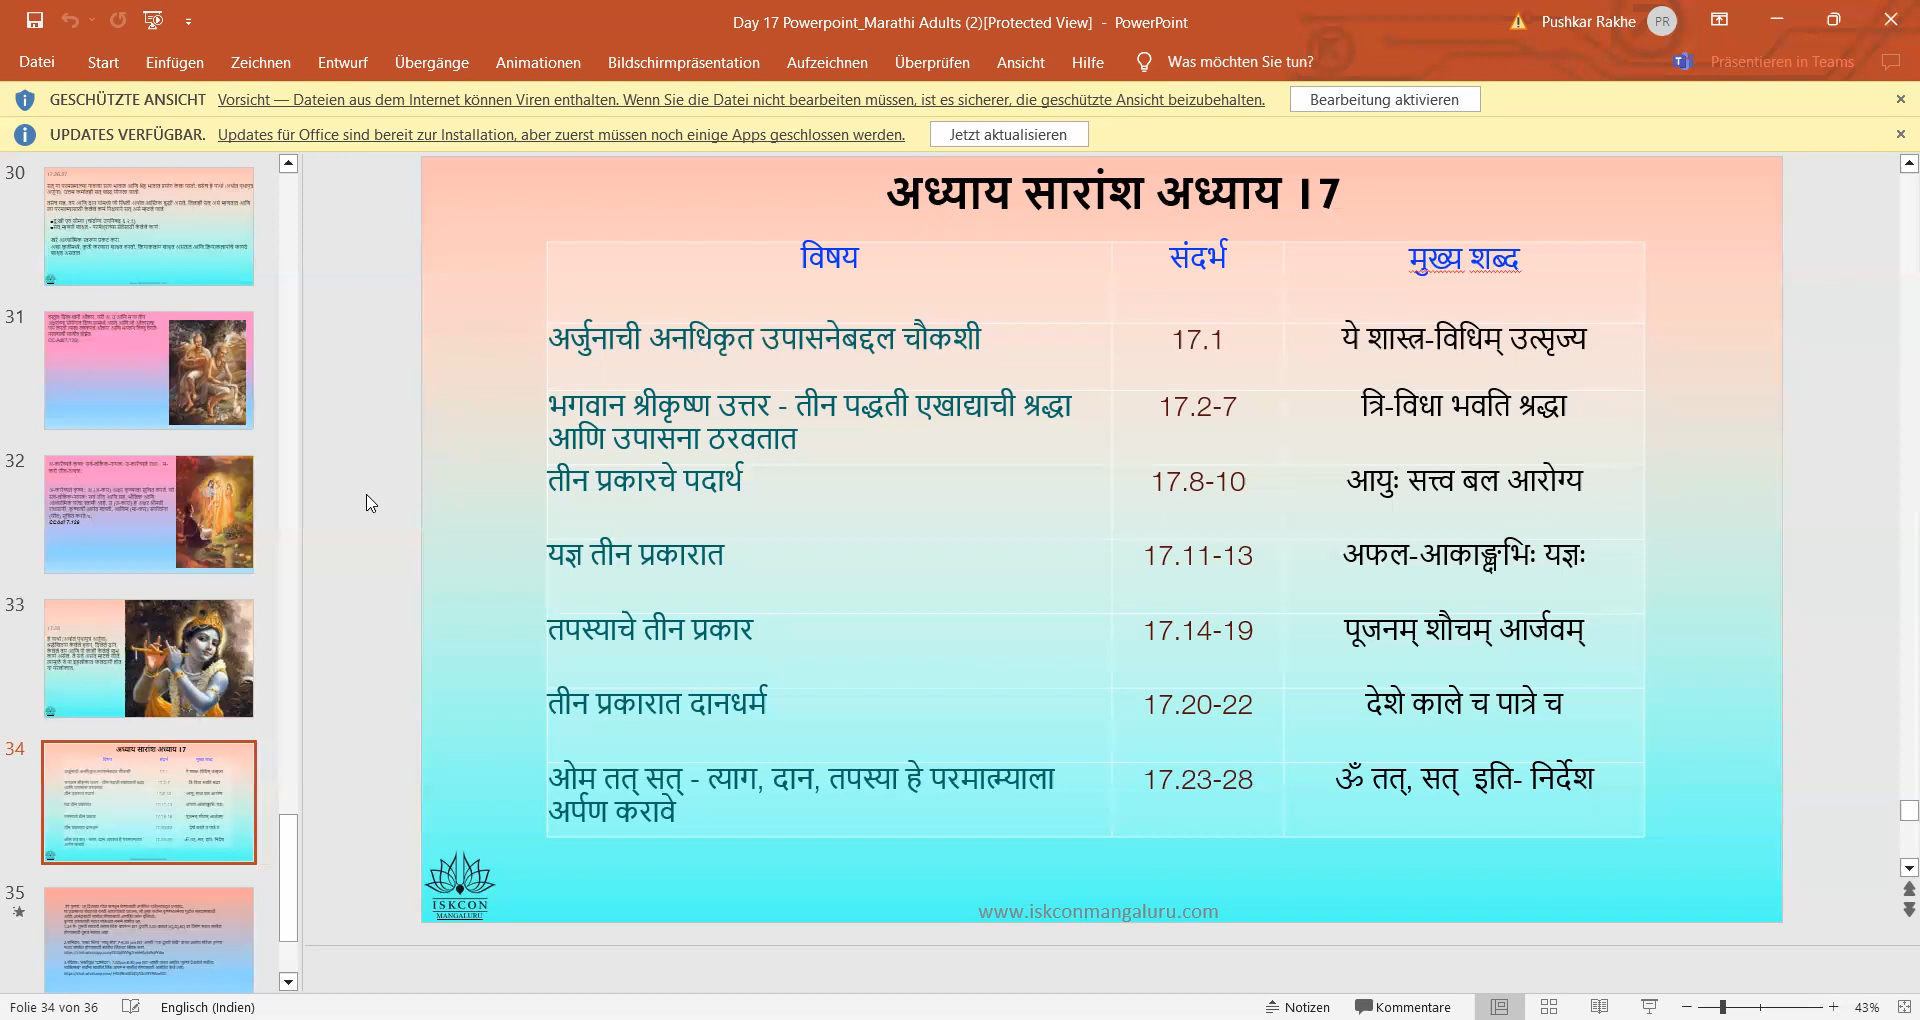 Day 17 Powerpoint_Marathi Adults (2)[Protected View] - PowerPoint
Pushkar Rakhe PR
Datei Start Einfügen Zeichnen Entwurf Übergänge Animationen Bildschirmpräsentation Aufzeichnen Überprüfen Ansicht Hilfe Was möchten Sie tun? Präsentieren in Teams
GESCHÜTZTE ANSICHT Vorsicht — Dateien aus dem Internet können Viren enthalten. Wenn Sie die Datei nicht bearbeiten müssen, ist es sicherer, die geschützte Ansicht beizubehalten. Bearbeitung aktivieren
UPDATES VERFÜGBAR. Updates für Office sind bereit zur Installation, aber zuerst müssen noch einige Apps geschlossen werden. Jetzt aktualisieren
30
31
32
33
34
35
अध्याय सारांश अध्याय ।7
विषय संदर्भ मुख्य शब्द
अर्जुनाची अनधिकृत उपासनेबद्दल चौकशी 17.1 ये शास्त्र-विधिम् उत्सृज्य
भगवान श्रीकृष्ण उत्तर - तीन पद्धती एखाद्याची श्रद्धा 17.2-7 त्रि-विधा भवति श्रद्धा
आणि उपासना ठरवतात
तीन प्रकारचे पदार्थ 17.8-10 आयुः सत्त्व बल आरोग्य
यज्ञ तीन प्रकारात 17.11-13 अफल-आकाङ्क्षभिः यज्ञः
तपस्याचे तीन प्रकार 17.14-19 पूजनम् शौचम् आर्जवम्
तीन प्रकारात दानधर्म 17.20-22 देशे काले च पात्रे च
ओम तत् सत् - त्याग, दान, तपस्या हे परमात्म्याला 17.23-28 ॐ तत्, सत् इति- निर्देश
अर्पण करावे
ISKCON
MANGALURU
www.iskconmangaluru.com
Folie 34 von 36 Englisch (Indien) Notizen Kommentare 43%